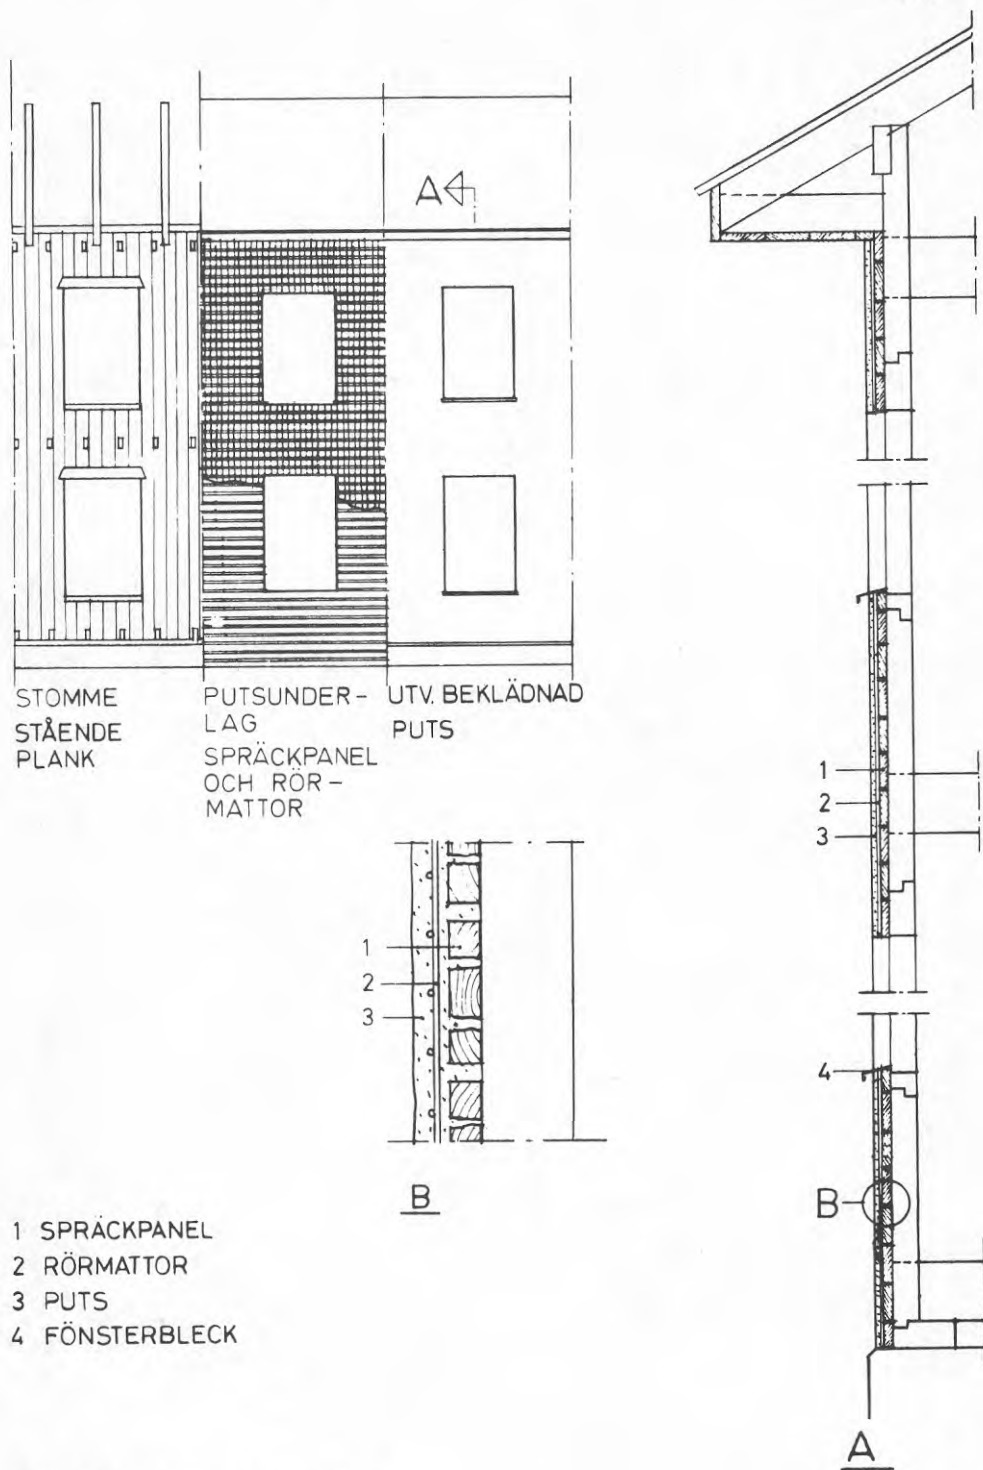 A
STOMME
STÅENDE
PLANK
PUTSUNDER-
LAG
SPRÄCKPANEL
OCH RÖR-
MATTOR
UTV. BEKLÄDNAD
PUTS
1
2
3
B
1 SPRÄCKPANEL
2 RÖRMATTOR
3 PUTS
4 FÖNSTERBLECK
1
2
3
4
B
A